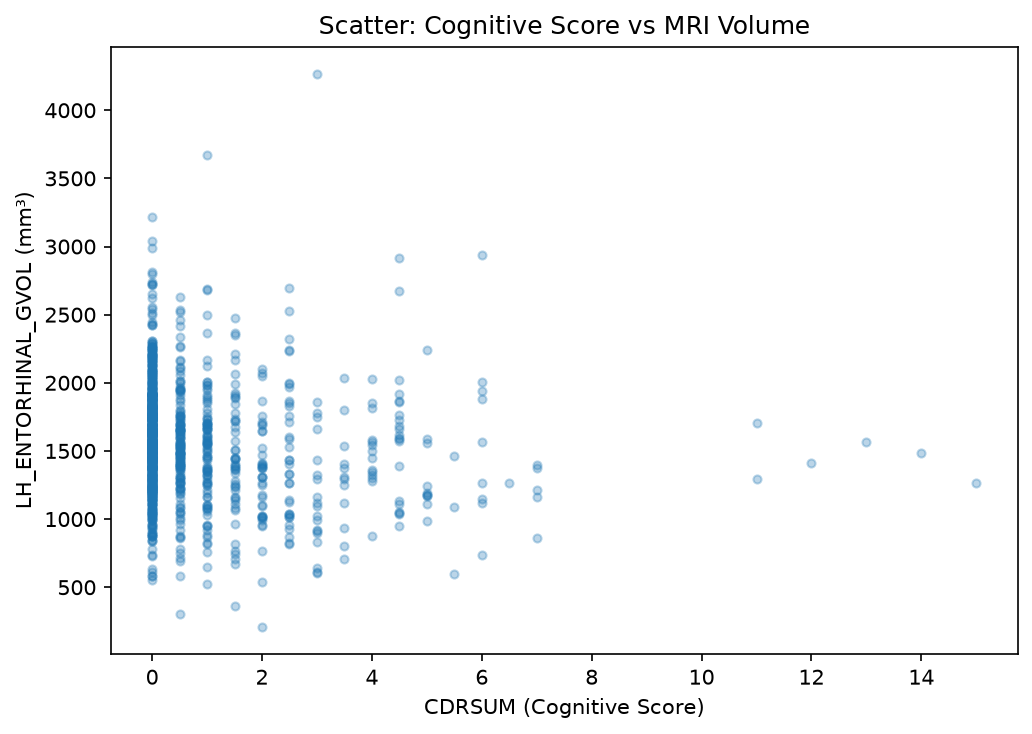 Scatter: Cognitive Score vs MRI Volume
LH_ENTORHINAL_GVOL (mm³)
4000
3500
3000
2500
2000
1500
1000
500
0 2 4 6 8 10 12 14
CDRSUM (Cognitive Score)